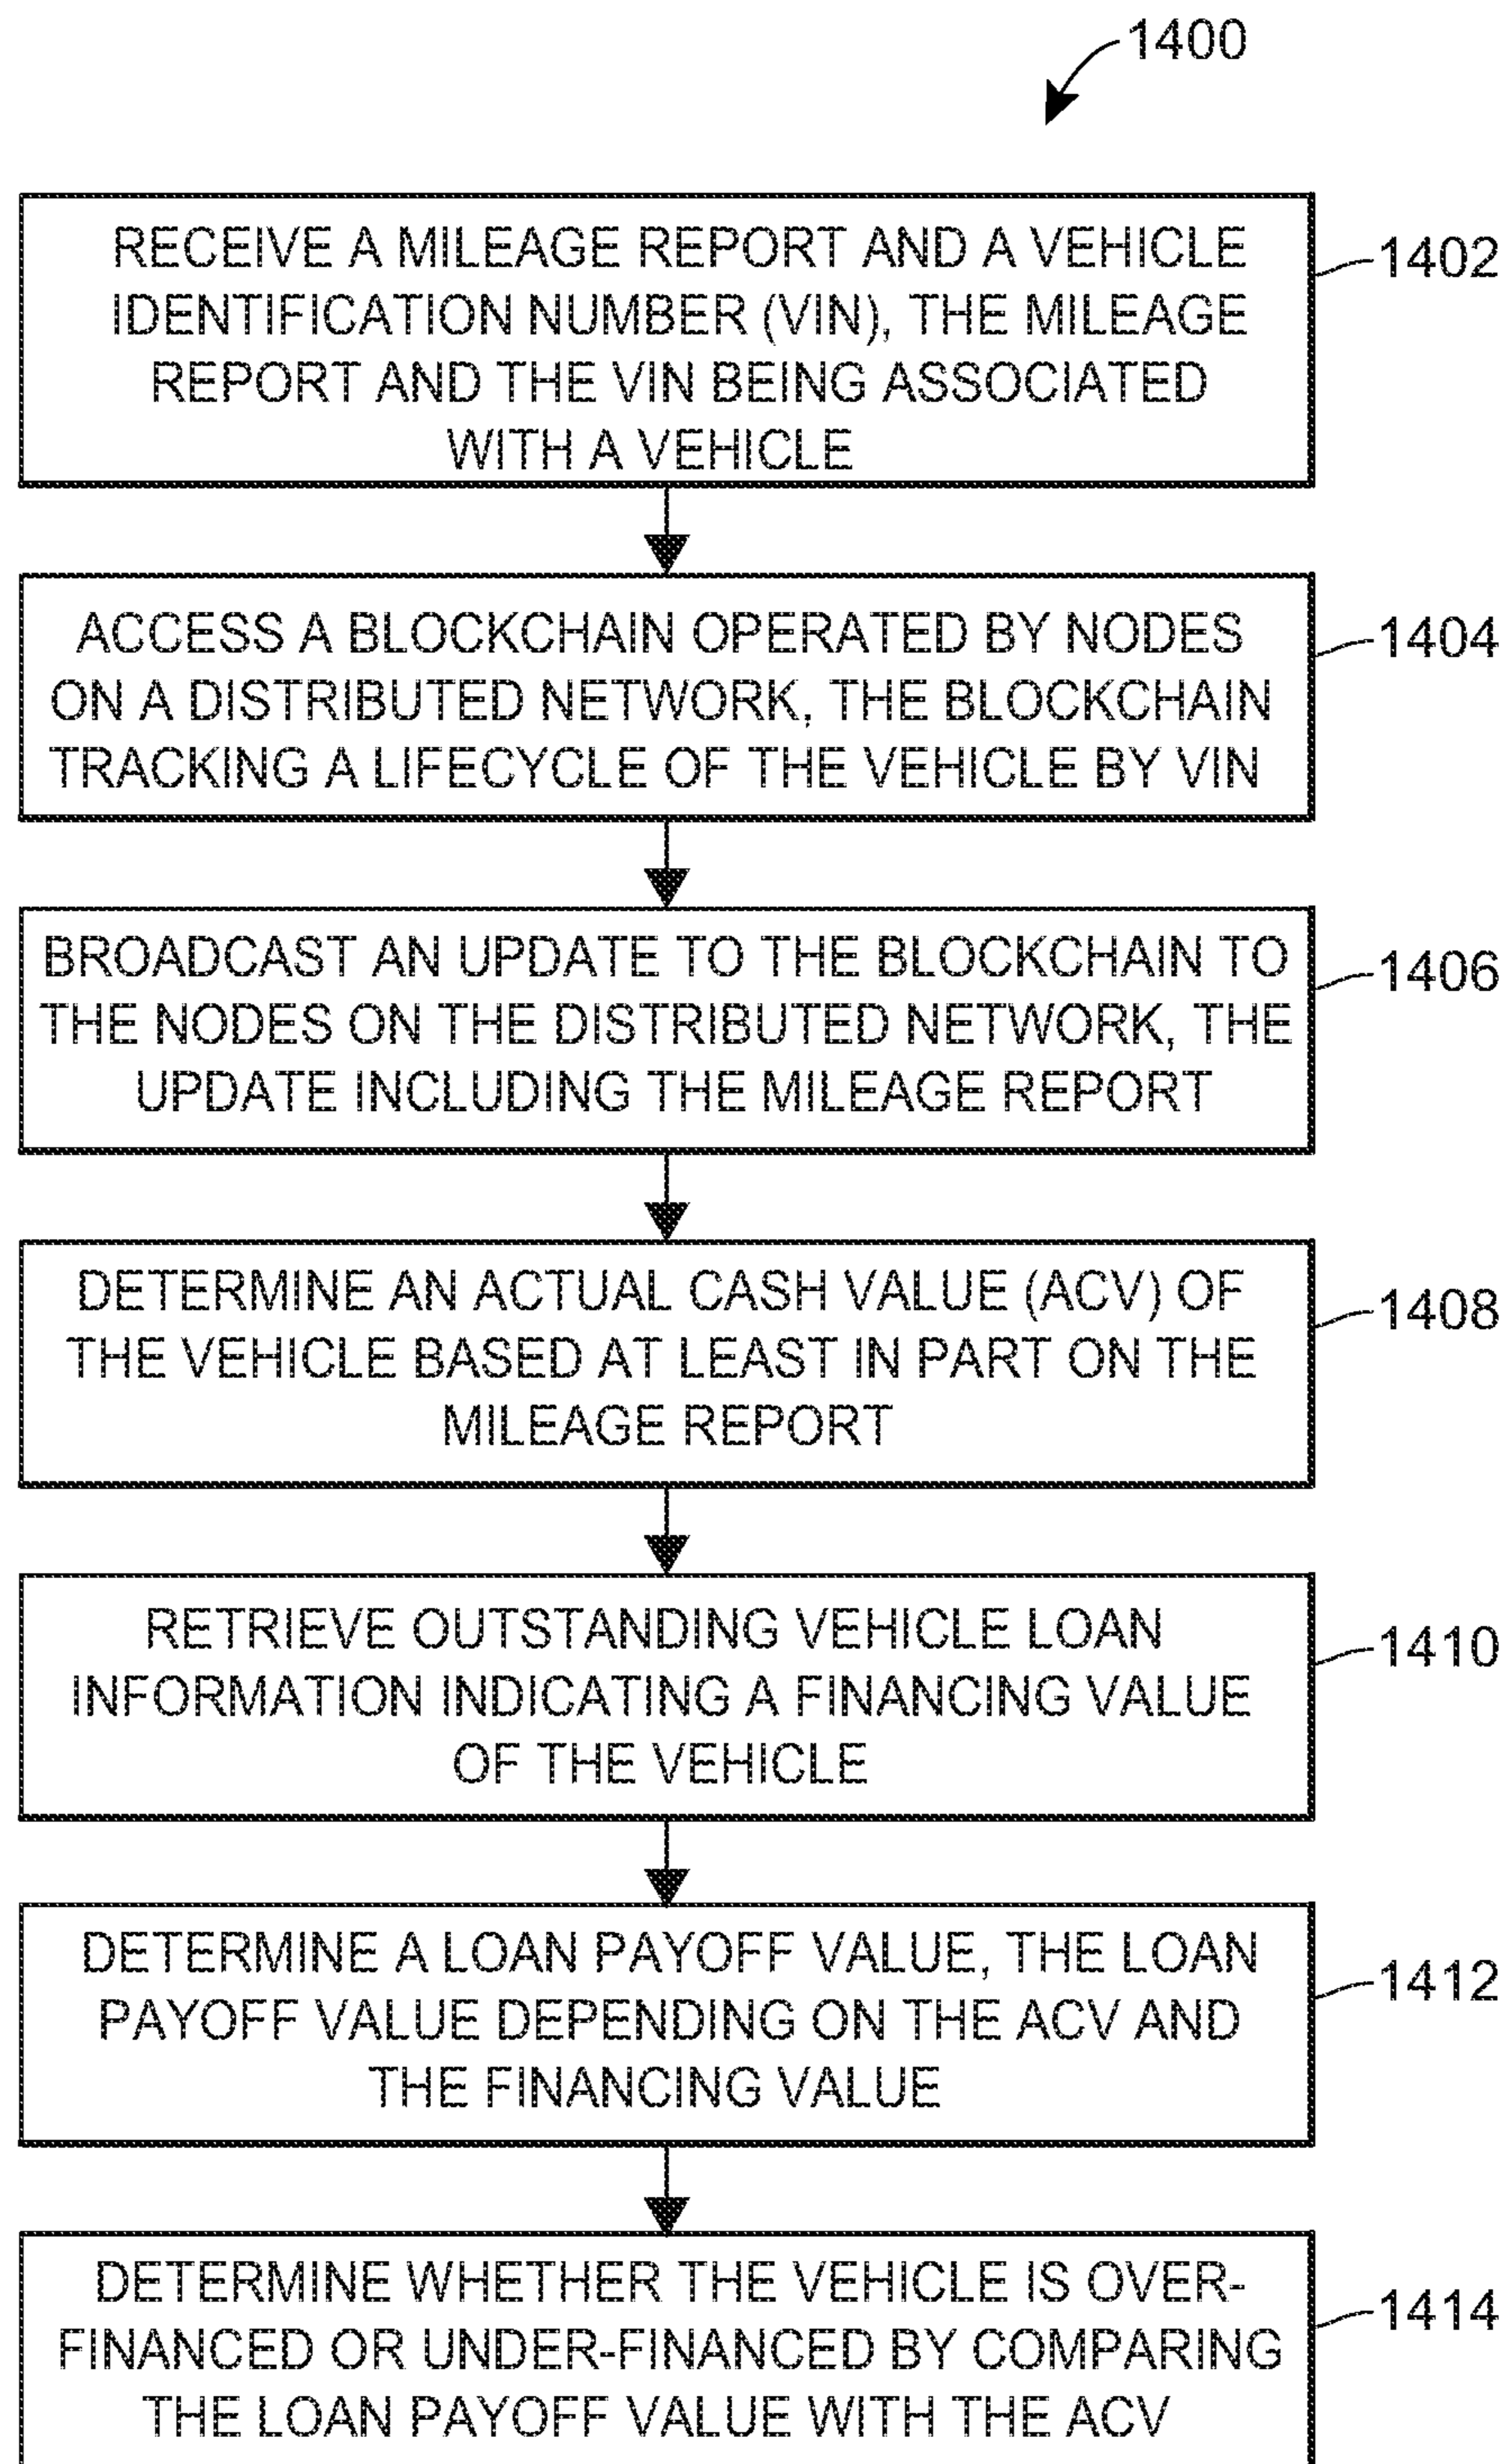 1400
RECEIVE A MILEAGE REPORT AND A VEHICLE
IDENTIFICATION NUMBER (VIN), THE MILEAGE
REPORT AND THE VIN BEING ASSOCIATED
WITH A VEHICLE
1402
ACCESS A BLOCKCHAIN OPERATED BY NODES
ON A DISTRIBUTED NETWORK, THE BLOCKCHAIN
TRACKING A LIFECYCLE OF THE VEHICLE BY VIN
1404
BROADCAST AN UPDATE TO THE BLOCKCHAIN TO
THE NODES ON THE DISTRIBUTED NETWORK, THE
UPDATE INCLUDING THE MILEAGE REPORT
1406
DETERMINE AN ACTUAL CASH VALUE (ACV) OF
THE VEHICLE BASED AT LEAST IN PART ON THE
MILEAGE REPORT
1408
RETRIEVE OUTSTANDING VEHICLE LOAN
INFORMATION INDICATING A FINANCING VALUE
OF THE VEHICLE
1410
DETERMINE A LOAN PAYOFF VALUE, THE LOAN
PAYOFF VALUE DEPENDING ON THE ACV AND
THE FINANCING VALUE
1412
DETERMINE WHETHER THE VEHICLE IS OVER-
FINANCED OR UNDER-FINANCED BY COMPARING
THE LOAN PAYOFF VALUE WITH THE ACV
1414